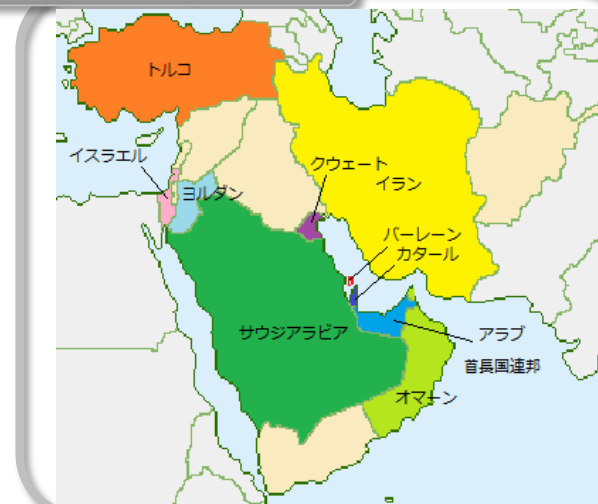 トルコ
イスラエル
ヨルダン
クウェート
イラン
バーレーン
カタール
サウジアラビア
アラブ
首長国連邦
オマーン